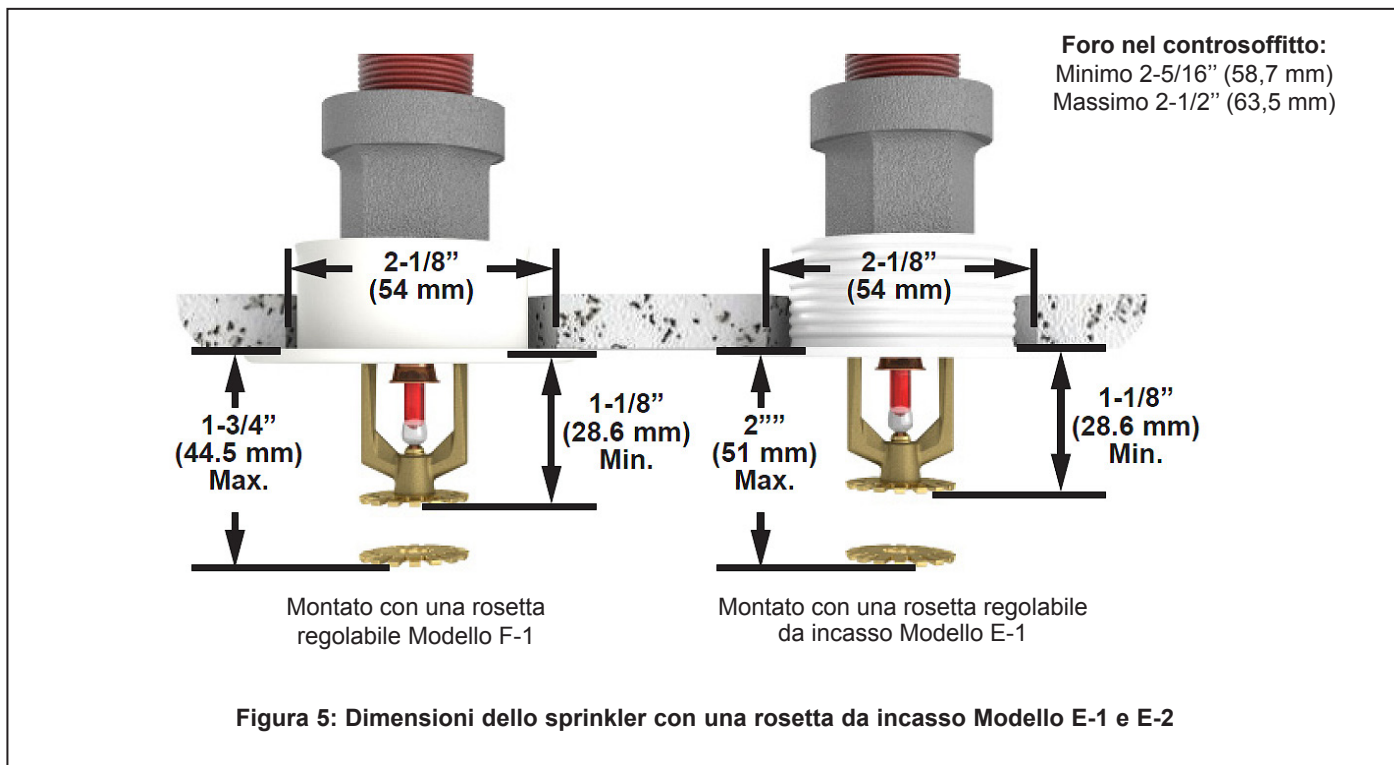 Foro nel controsoffitto:
Minimo 2-5/16’’ (58,7 mm)
Massimo 2-1/2’’ (63,5 mm)
2-1/8’’
(54 mm)
2-1/8’’
(54 mm)
1-3/4’’
(44.5 mm)
Max.
1-1/8’’
(28.6 mm)
Min.
2’’’’
(51 mm)
Max.
1-1/8’’
(28.6 mm)
Min.
Montato con una rosetta
regolabile Modello F-1
Montato con una rosetta regolabile
da incasso Modello E-1
Figura 5: Dimensioni dello sprinkler con una rosetta da incasso Modello E-1 e E-2